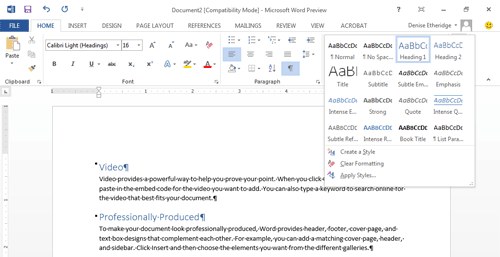 Document2 [Compatibility Mode] - Microsoft Word Preview
FILE HOME INSERT DESIGN PAGE LAYOUT REFERENCES MAILINGS REVIEW VIEW ACROBAT Denise Etheridge
Paste
Clipboard
Calibri Light (Headings) 16
Font
Paragraph
AaBbCcDc AaBbCcDc AaBbCc AaBbCcC
¶ Normal ¶ No Spac... Heading 1 Heading 2
AaBl AaBbCcC AaBbCcDc AaBbCcDc
Title Subtitle Subtle Em... Emphasis
AaBbCcDc AaBbCcDc AaBbCcDc AaBbCcDc
Intense E... Strong Quote Intense Q...
AaBbCcDc AaBbCcDc AaBbCcDc AaBbCcDc
Subtle Ref... Intense R... Book Title ¶ List Para...
Create a Style
Clear Formatting
Apply Styles...
Video¶
Video provides a powerful way to help you prove your point. When you click
paste in the embed code for the video you want to add. You can also type a keyword to search online for
the video that best fits your document.¶
Professionally Produced¶
To make your document look professionally produced, Word provides header, footer, cover page, and
text box designs that complement each other. For example, you can add a matching cover page, header,
and sidebar. Click Insert and then choose the elements you want from the different galleries.¶